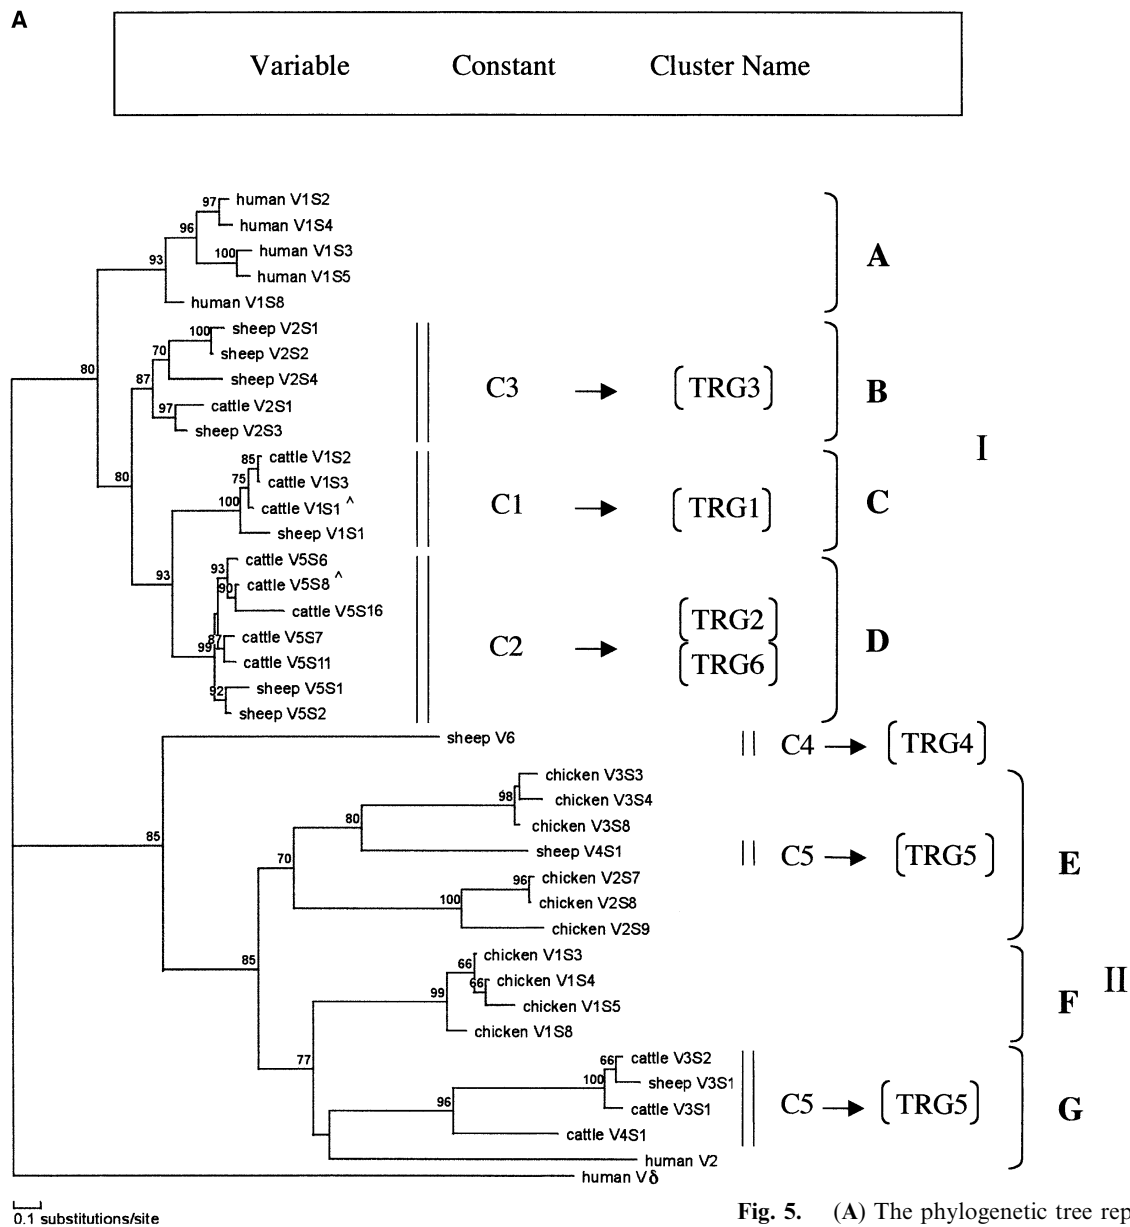 A
Variable Constant Cluster Name
97 human V1S2
96 human V1S4
100 human V1S3
93 human V1S5
human V1S8
A
100 sheep V2S1
70 sheep V2S2
80 sheep V2S4
87
97 cattle V2S1
sheep V2S3
C3 [TRG3] B
I
80
85 cattle V1S2
75 cattle V1S3
100 cattle V1S1 ^
sheep V1S1
C1 [TRG1] C
93
93 cattle V5S6
90 cattle V5S8 ^
cattle V5S16
87 cattle V5S7
99 cattle V5S11
92 sheep V5S1
sheep V5S2
C2 [TRG2]
[TRG6]
D
sheep V6 C4 [TRG4]
85
98 chicken V3S3
chicken V3S4
80 chicken V3S8
sheep V4S1
70
C5 [TRG5] E
96 chicken V2S7
100 chicken V2S8
chicken V2S9
85
66 chicken V1S3
66 chicken V1S4
99 chicken V1S5
chicken V1S8
F
II
77
66 cattle V3S2
100 sheep V3S1
96 cattle V3S1
cattle V4S1
C5 [TRG5] G
human V2
human Vδ
0.1 substitutions/site
Fig. 5. (A) The phylogenetic tree rep